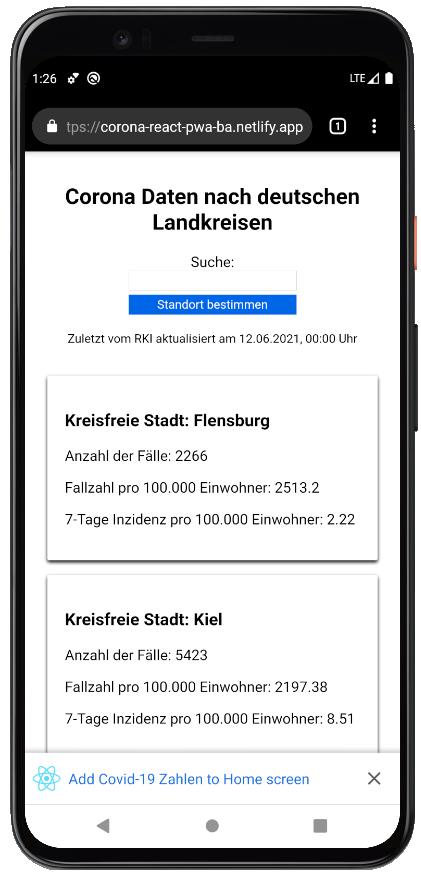 1:26
LTE
tps://corona-react-pwa-ba.netlify.app
1
Corona Daten nach deutschen
Landkreisen
Suche:
Standort bestimmen
Zuletzt vom RKI aktualisiert am 12.06.2021, 00:00 Uhr
Kreisfreie Stadt: Flensburg
Anzahl der Fälle: 2266
Fallzahl pro 100.000 Einwohner: 2513.2
7-Tage Inzidenz pro 100.000 Einwohner: 2.22
Kreisfreie Stadt: Kiel
Anzahl der Fälle: 5423
Fallzahl pro 100.000 Einwohner: 2197.38
7-Tage Inzidenz pro 100.000 Einwohner: 8.51
Add Covid-19 Zahlen to Home screen